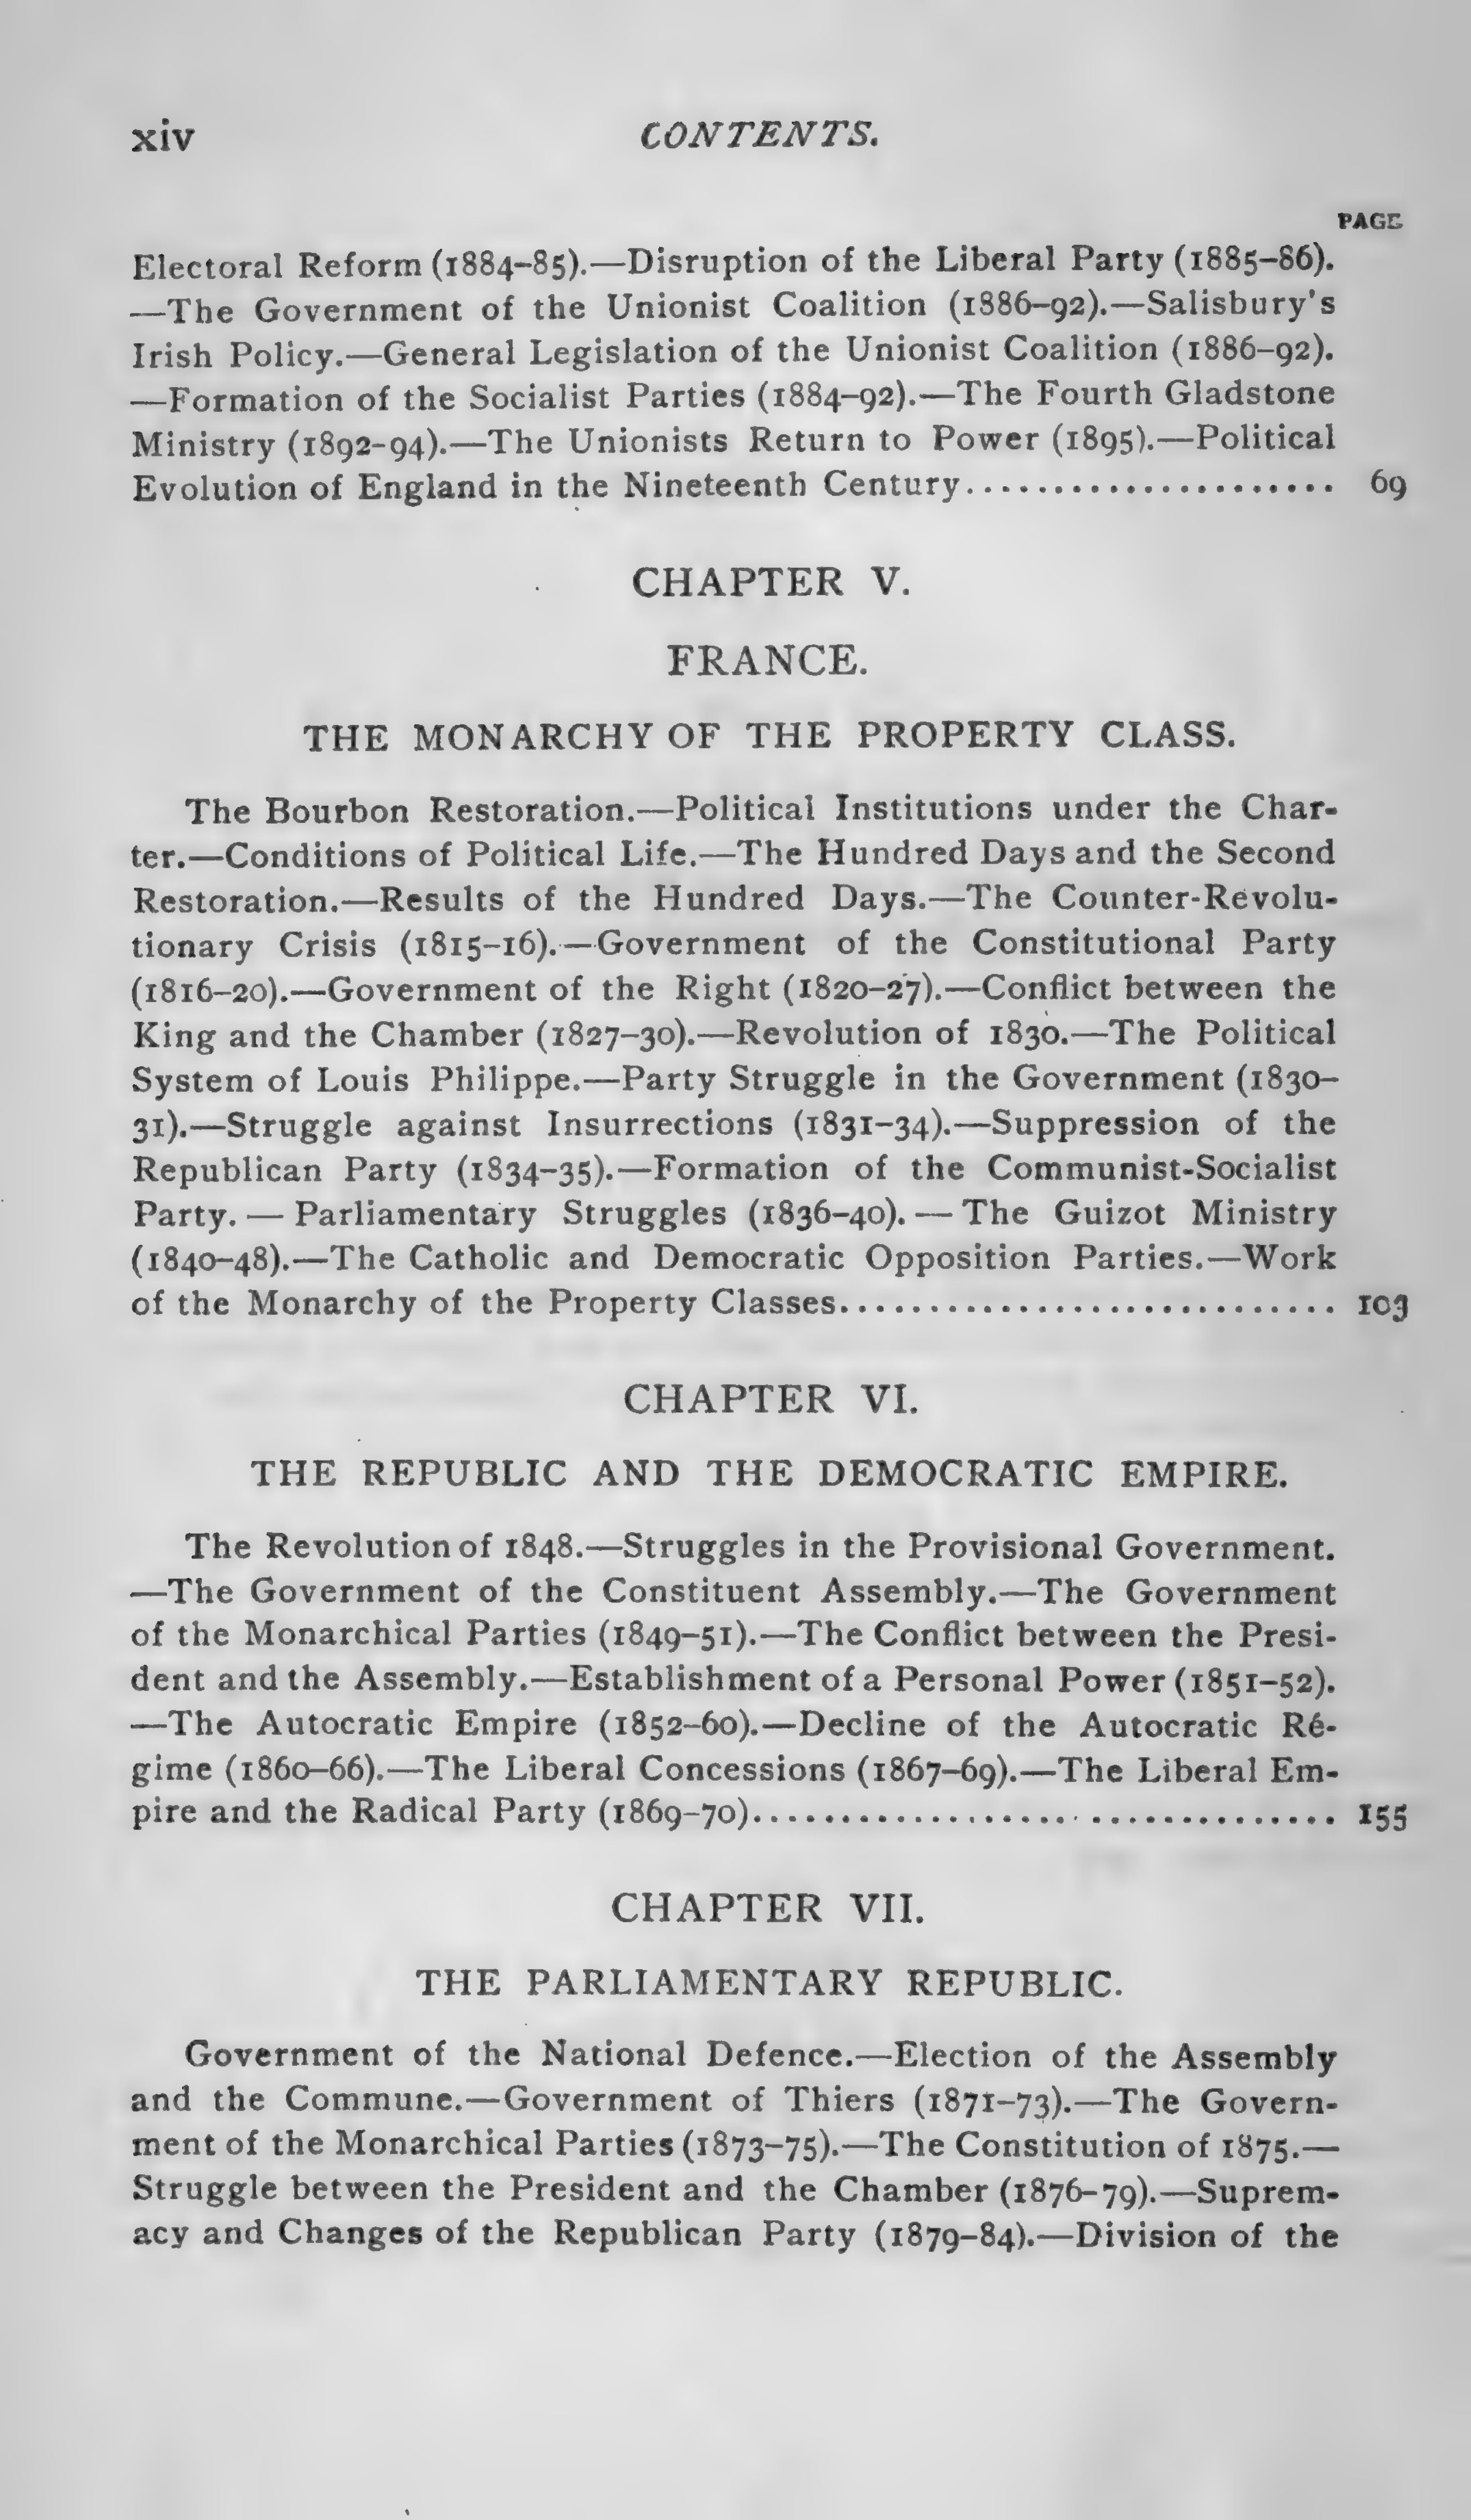 xiv CONTENTS.
PAGE
Electoral Reform (1884–85).—Disruption of the Liberal Party (1885–86).
—The Government of the Unionist Coalition (1886–92).—Salisbury's
Irish Policy.—General Legislation of the Unionist Coalition (1886–92).
—Formation of the Socialist Parties (1884–92).—The Fourth Gladstone
Ministry (1892-94).—The Unionists Return to Power (1895).—Political
Evolution of England in the Nineteenth Century..................... 69
CHAPTER V.
FRANCE.
THE MONARCHY OF THE PROPERTY CLASS.
The Bourbon Restoration.—Political Institutions under the Char-
ter.—Conditions of Political Life.—The Hundred Days and the Second
Restoration.—Results of the Hundred Days.—The Counter-Revolu-
tionary Crisis (1815–16).—Government of the Constitutional Party
(1816–20).—Government of the Right (1820–27).—Conflict between the
King and the Chamber (1827–30).—Revolution of 1830.—The Political
System of Louis Philippe.—Party Struggle in the Government (1830–
31).—Struggle against Insurrections (1831–34).—Suppression of the
Republican Party (1834–35).—Formation of the Communist-Socialist
Party. — Parliamentary Struggles (1836–40). — The Guizot Ministry
(1840–48).—The Catholic and Democratic Opposition Parties.—Work
of the Monarchy of the Property Classes............................ 103
CHAPTER VI.
THE REPUBLIC AND THE DEMOCRATIC EMPIRE.
The Revolution of 1848.—Struggles in the Provisional Government.
—The Government of the Constituent Assembly.—The Government
of the Monarchical Parties (1849–51).—The Conflict between the Presi-
dent and the Assembly.—Establishment of a Personal Power (1851–52).
—The Autocratic Empire (1852–60).—Decline of the Autocratic Ré-
gime (1860–66).—The Liberal Concessions (1867–69).—The Liberal Em-
pire and the Radical Party (1869–70)................................. 155
CHAPTER VII.
THE PARLIAMENTARY REPUBLIC.
Government of the National Defence.—Election of the Assembly
and the Commune.—Government of Thiers (1871–73).—The Govern-
ment of the Monarchical Parties (1873–75).—The Constitution of 1875.—
Struggle between the President and the Chamber (1876–79).—Suprem-
acy and Changes of the Republican Party (1879–84).—Division of the